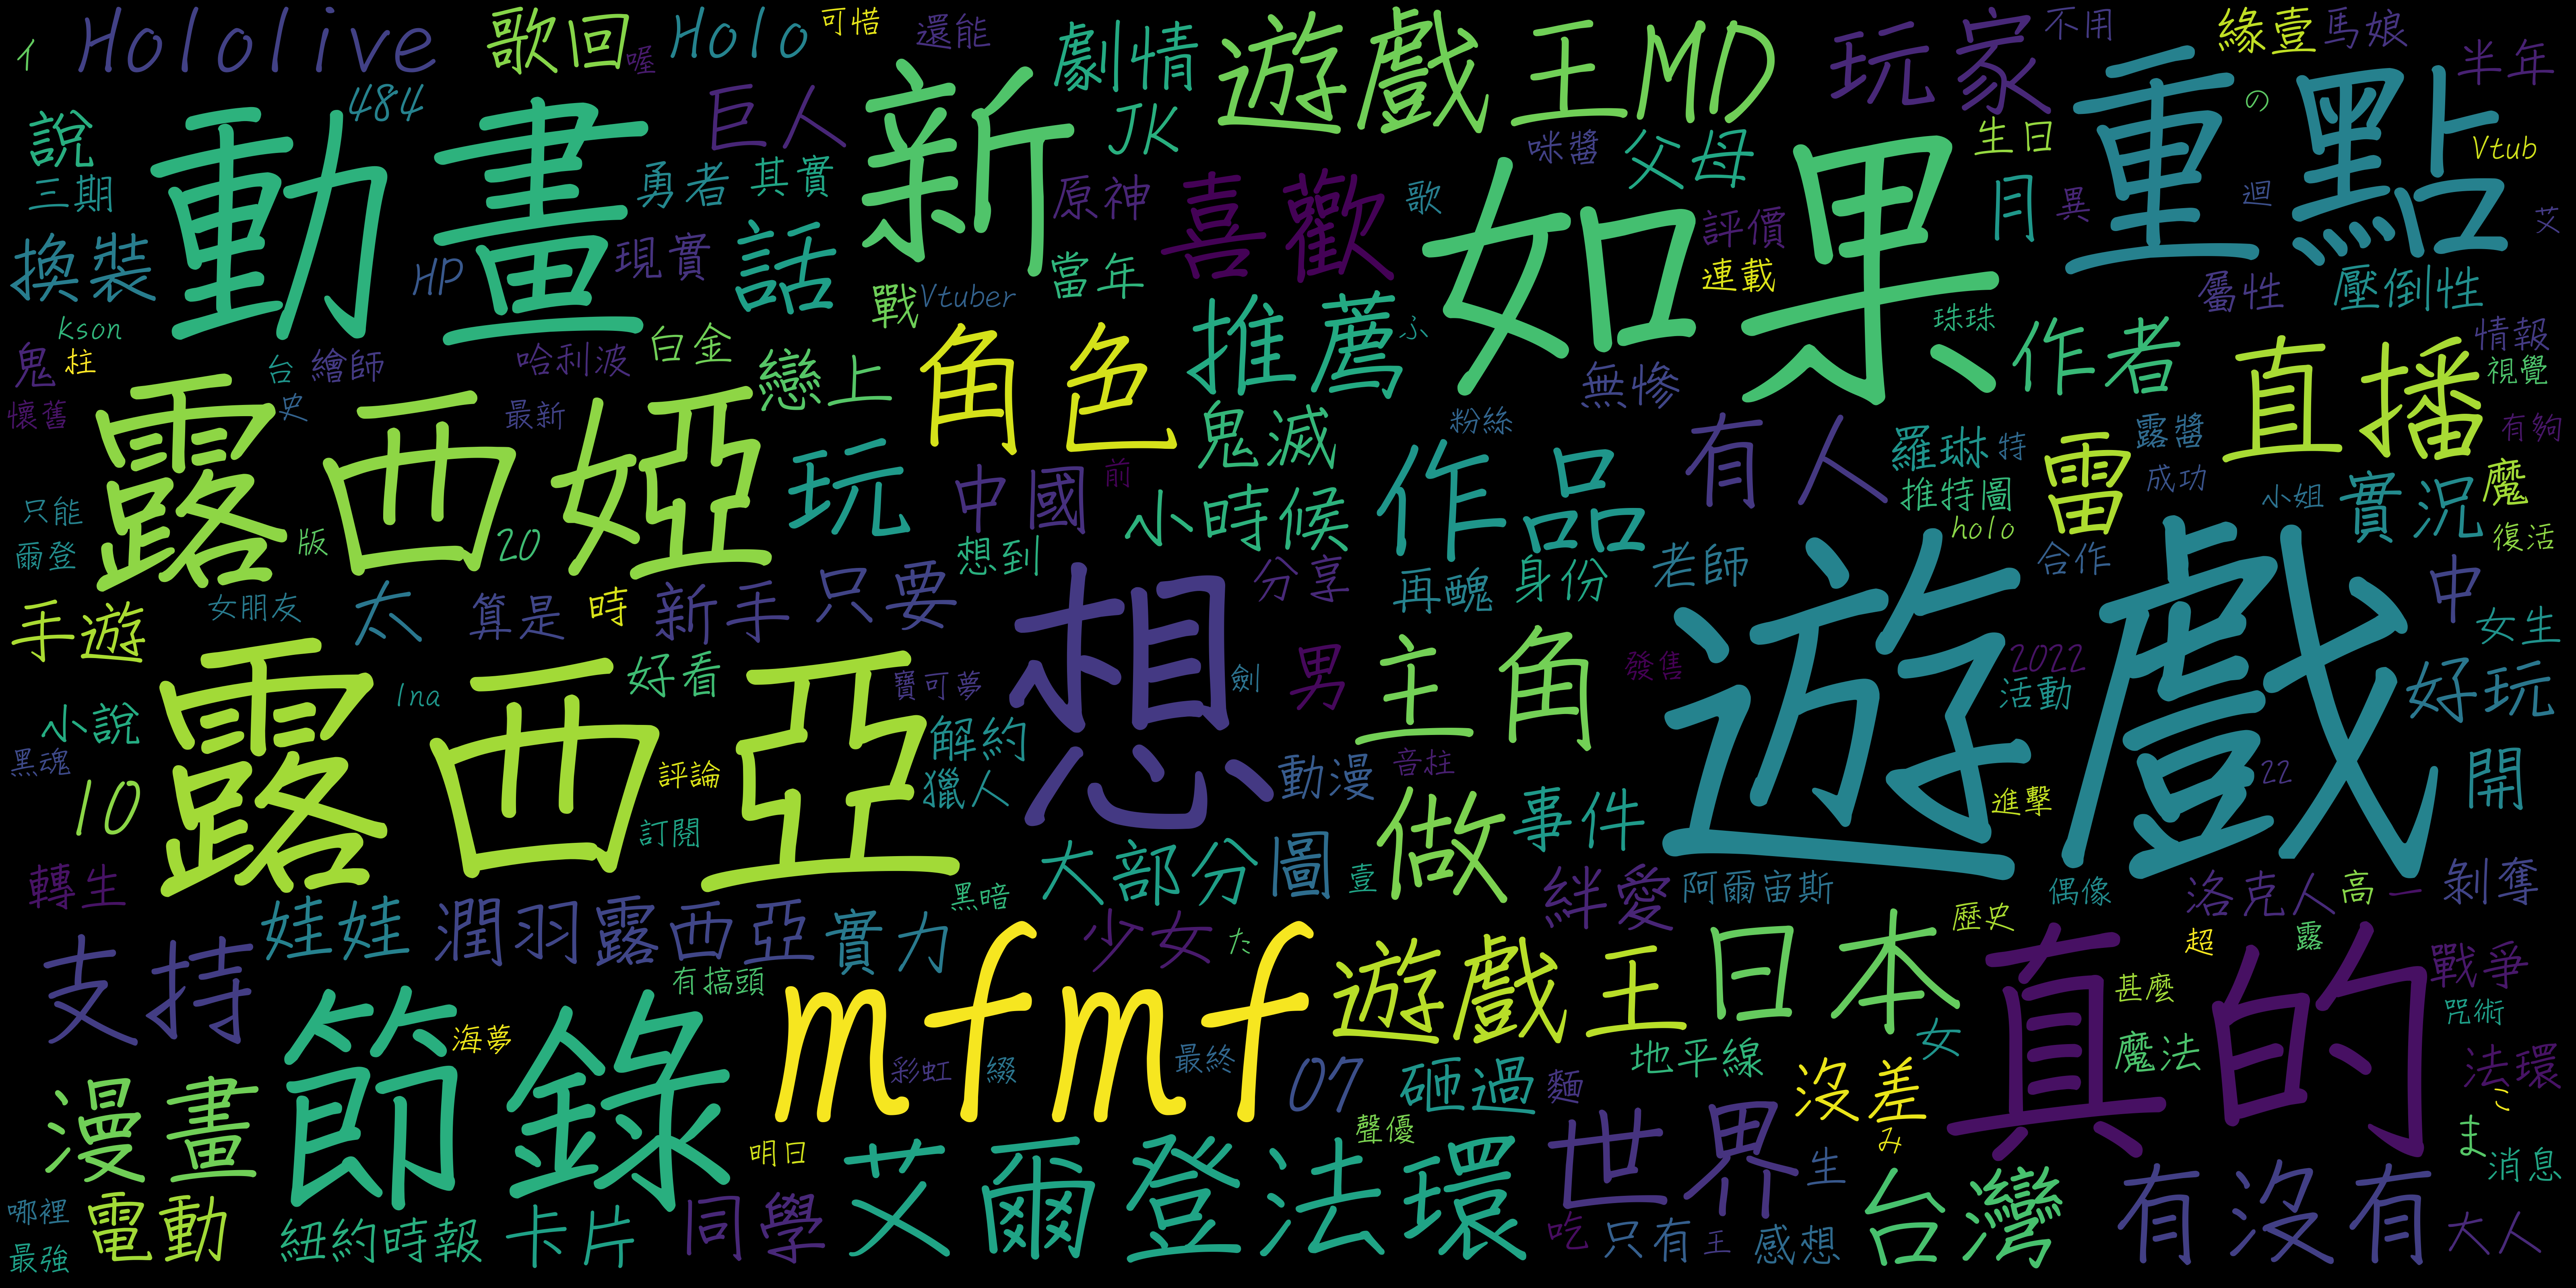 イ Hololive 歌回 喔 Holo 可惜 還能 劇情 遊戲王MD 玩家 不用 緣壹 馬娘 半年
說 484 動畫 巨人 新 JK 咪醬 父母 如果 生日 の 重點 Vtub
三期 勇者 其實 原神 喜歡 歌 評價 月 異 迴 艾
換裝 HP 現實 話 當年 連載 屬性 壓倒性
kson 戰 Vtuber 推薦 ふ 珠珠 作者 情報
鬼 柱 台 繪師 哈利波 白金 戀上 角色 無慘 直播 視覺
懷舊 史 最新 鬼滅 粉絲 有人 羅琳 特 雷 露醬 有夠
露西婭 玩 中國 前 小時候 作品 推特圖 成功 小姐 實況 魔
只能 爾登 版 20 想到 分享 再醜 身份 老師 holo 合作 復活
手遊 女朋友 太 算是 時 新手 只要 想 遊戲 中 女生
小說 露西亞 1na 好看 寶可夢 劍 男 主角 發售 2022 活動 好玩
黑魂 10 評論 解約 獵人 動漫 音柱 進擊 22 開
訂閱 大部分 圖 壹 做 事件
轉生 娃娃 潤羽露西亞 實力 黑暗 少女 た 絆愛 阿爾宙斯 偶像 洛克人 高 一 剝奪
支持 節錄 有搞頭 mfmf 遊戲王 日本 歷史 超 露 真的 戰爭
海夢 彩虹 綴 最終 07 砸過 麵 地平線 女 甚麼 魔法 咒術
漫畫 明日 聲優 世界 沒差 み 法環 こ ま 消息
哪裡 電動 紐約時報 卡片 同學 艾爾登法環 吃 只有 生 王 感想 台灣 有沒有 大人
最強